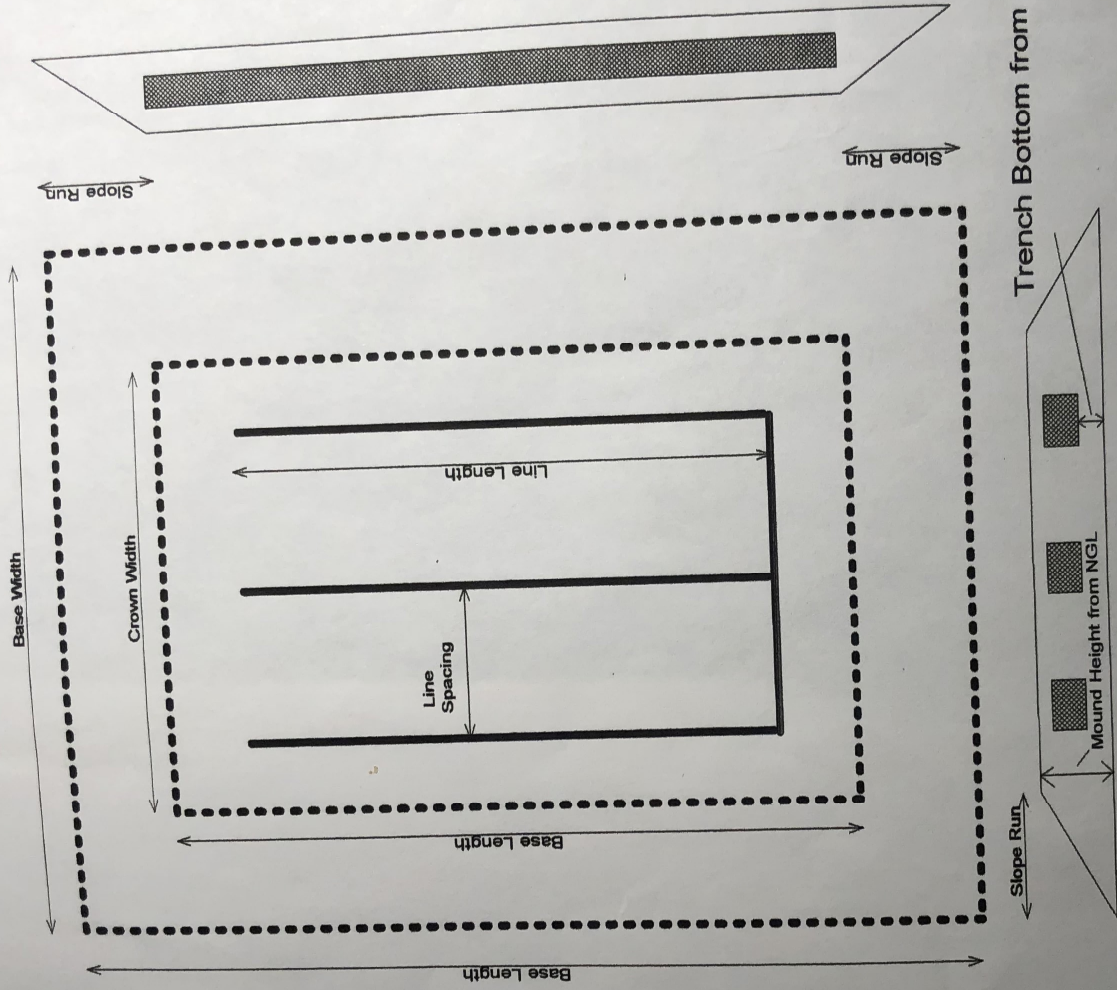 Base Width
Slope Run
Crown Width
Line Length
Line
Spacing
Slope Run
Base Length
Base Length
Trench Bottom from
Mound Height from NGL
Slope Run